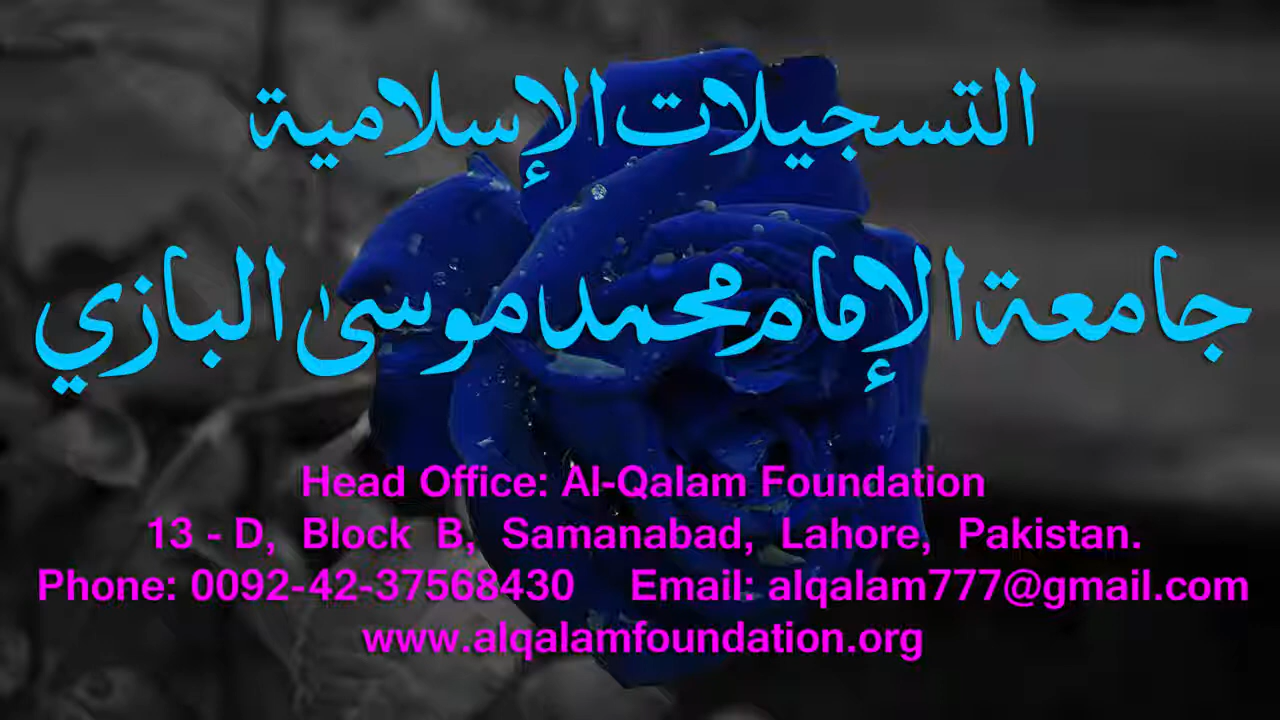 التسجيلات الإسلامية
جامعة الإمام محمد موسىٰ البازي
Head Office: Al-Qalam Foundation
13 - D, Block B, Samanabad, Lahore, Pakistan.
Phone: 0092-42-37568430 Email: alqalam777@gmail.com
www.alqalamfoundation.org